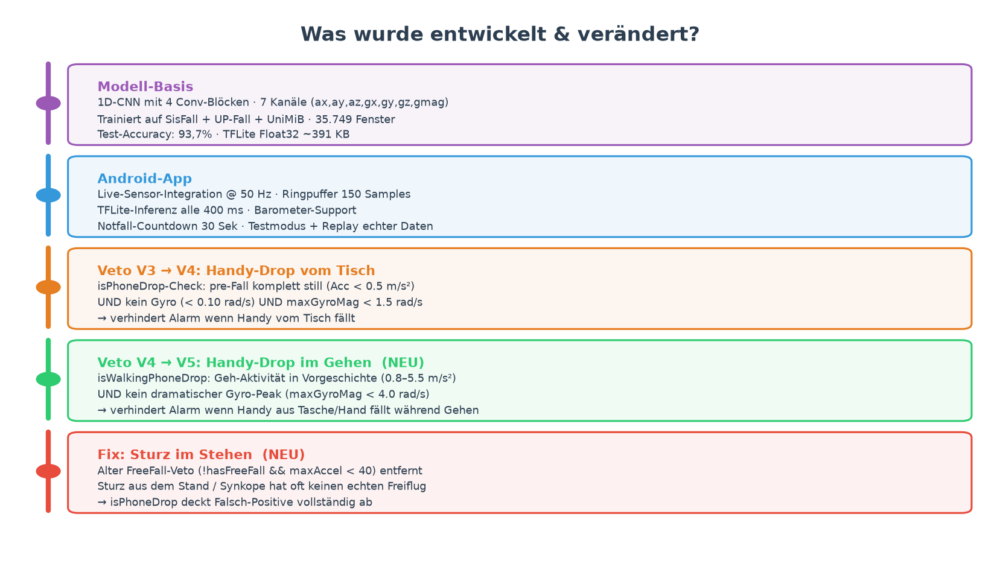 Was wurde entwickelt & verändert?
Modell-Basis
1D-CNN mit 4 Conv-Blöcken · 7 Kanäle (ax,ay,az,gx,gy,gz,gmag)
Trainiert auf SisFall + UP-Fall + UniMiB · 35.749 Fenster
Test-Accuracy: 93,7% · TFLite Float32 ~391 KB
Android-App
Live-Sensor-Integration @ 50 Hz · Ringpuffer 150 Samples
TFLite-Inferenz alle 400 ms · Barometer-Support
Notfall-Countdown 30 Sek · Testmodus + Replay echter Daten
Veto V3 → V4: Handy-Drop vom Tisch
isPhoneDrop-Check: pre-Fall komplett still (Acc < 0.5 m/s²)
UND kein Gyro (< 0.10 rad/s) UND maxGyroMag < 1.5 rad/s
→ verhindert Alarm wenn Handy vom Tisch fällt
Veto V4 → V5: Handy-Drop im Gehen (NEU)
isWalkingPhoneDrop: Geh-Aktivität in Vorgeschichte (0.8–5.5 m/s²)
UND kein dramatischer Gyro-Peak (maxGyroMag < 4.0 rad/s)
→ verhindert Alarm wenn Handy aus Tasche/Hand fällt während Gehen
Fix: Sturz im Stehen (NEU)
Alter FreeFall-Veto (!hasFreeFall && maxAccel < 40) entfernt
Sturz aus dem Stand / Synkope hat oft keinen echten Freiflug
→ isPhoneDrop deckt Falsch-Positive vollständig ab